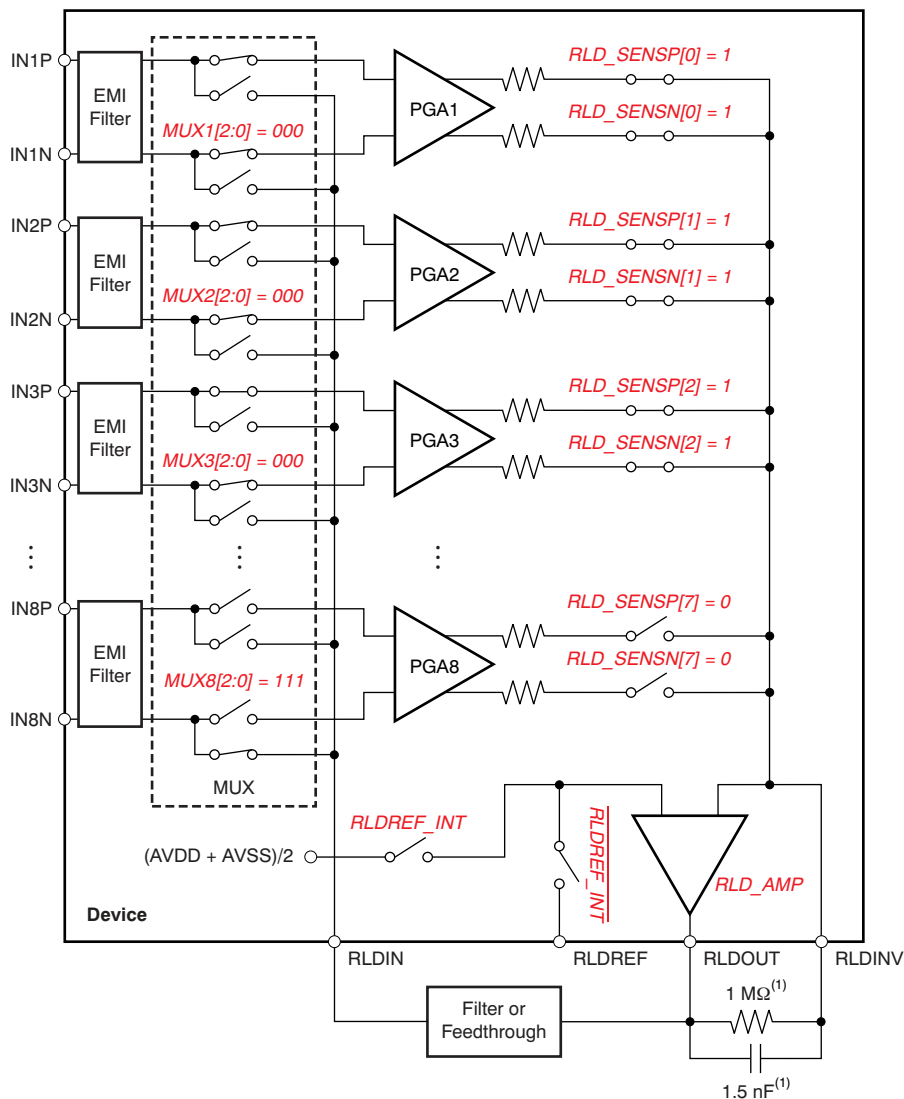 IN1P
EMI
Filter
IN1N
MUX1[2:0] = 000
PGA1
RLD_SENSP[0] = 1
RLD_SENSN[0] = 1
IN2P
EMI
Filter
IN2N
MUX2[2:0] = 000
PGA2
RLD_SENSP[1] = 1
RLD_SENSN[1] = 1
IN3P
EMI
Filter
IN3N
MUX3[2:0] = 000
PGA3
RLD_SENSP[2] = 1
RLD_SENSN[2] = 1
IN8P
EMI
Filter
IN8N
MUX8[2:0] = 111
PGA8
RLD_SENSP[7] = 0
RLD_SENSN[7] = 0
MUX
(AVDD + AVSS)/2
RLDREF_INT
RLDREF_INT
RLD_AMP
Device
RLDIN
RLDREF
RLDOUT
RLDINV
Filter or
Feedthrough
1 MΩ(1)
1.5 nF(1)